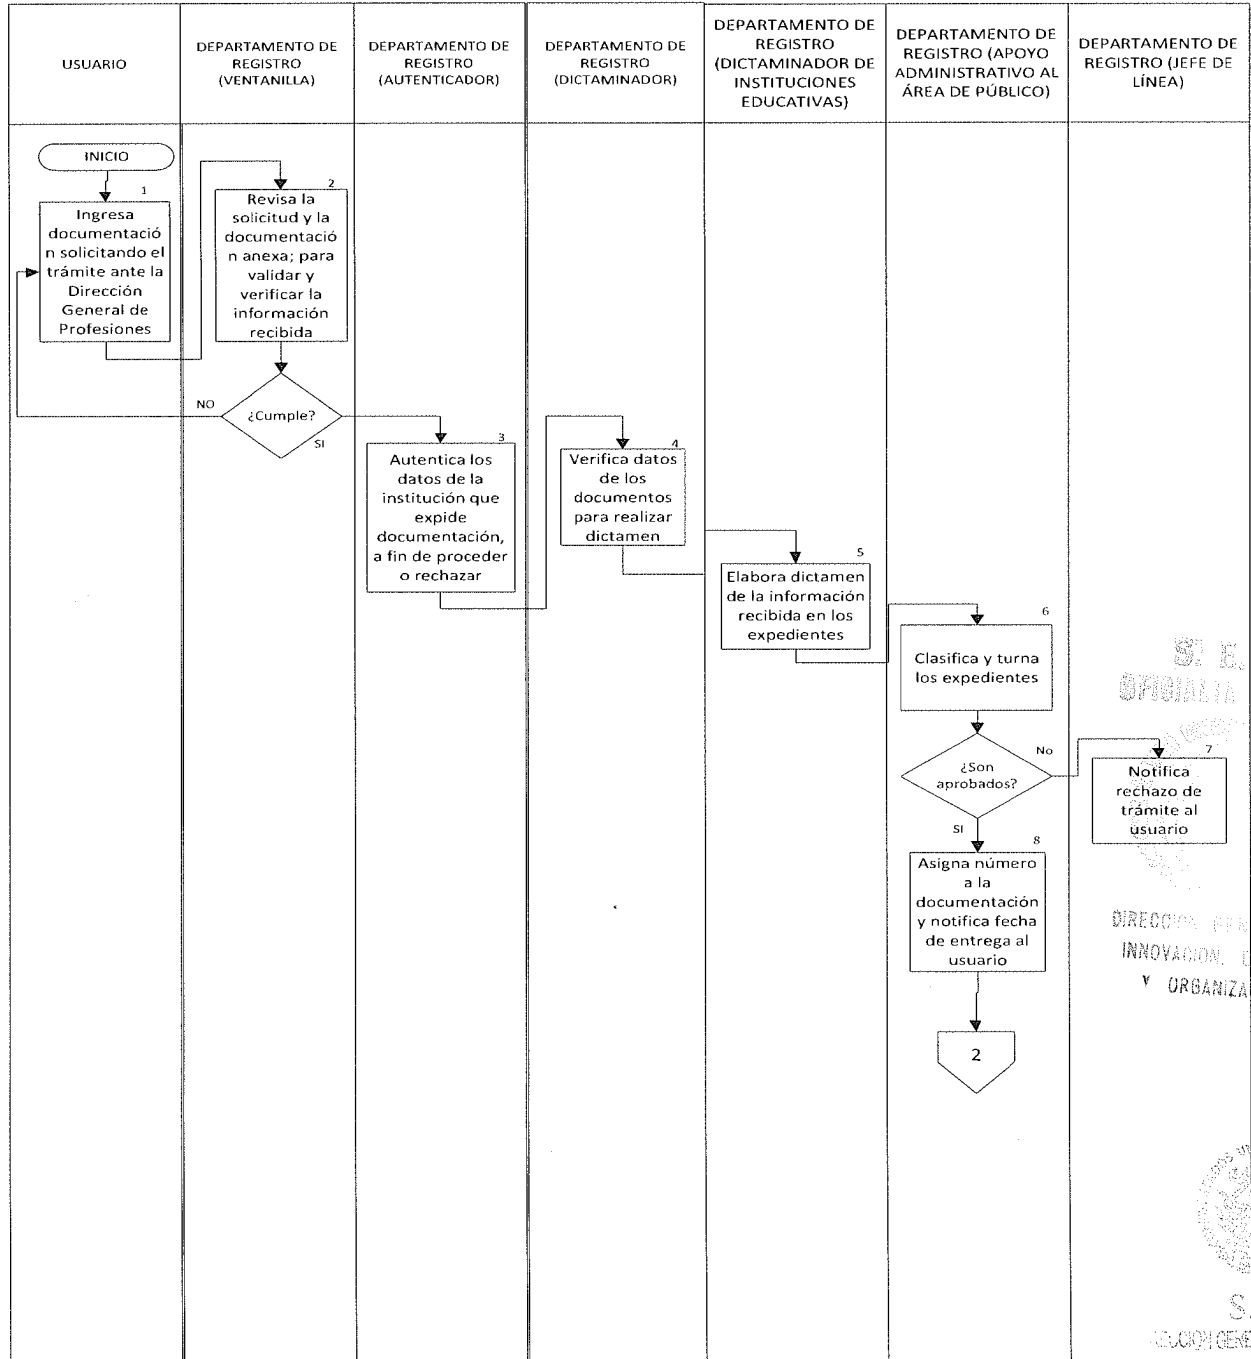 USUARIO
DEPARTAMENTO DE
REGISTRO
(VENTANILLA)
DEPARTAMENTO DE
REGISTRO
(AUTENTICADOR)
DEPARTAMENTO DE
REGISTRO
(DICTAMINADOR)
DEPARTAMENTO DE
REGISTRO
(DICTAMINADOR DE
INSTITUCIONES
EDUCATIVAS)
DEPARTAMENTO DE
REGISTRO (APOYO
ADMINISTRATIVO AL
ÁREA DE PÚBLICO)
DEPARTAMENTO DE
REGISTRO (JEFE DE
LÍNEA)
INICIO
1
Ingresa
documentació
n solicitando el
trámite ante la
Dirección
General de
Profesiones
2
Revisa la
solicitud y la
documentació
n anexa; para
validar y
verificar la
información
recibida
¿Cumple?
NO
SI
3
Autentica los
datos de la
institución que
expide
documentación,
a fin de proceder
o rechazar
4
Verifica datos
de los
documentos
para realizar
dictamen
5
Elabora dictamen
de la información
recibida en los
expedientes
6
Clasifica y turna
los expedientes
¿Son
aprobados?
No
SI
7
Notifica
rechazo de
trámite al
usuario
8
Asigna número
a la
documentación
y notifica fecha
de entrega al
usuario
2
S. E.
OFICIALIA
DIRECCION GEN
INNOVACION,
Y ORGANIZA
S.